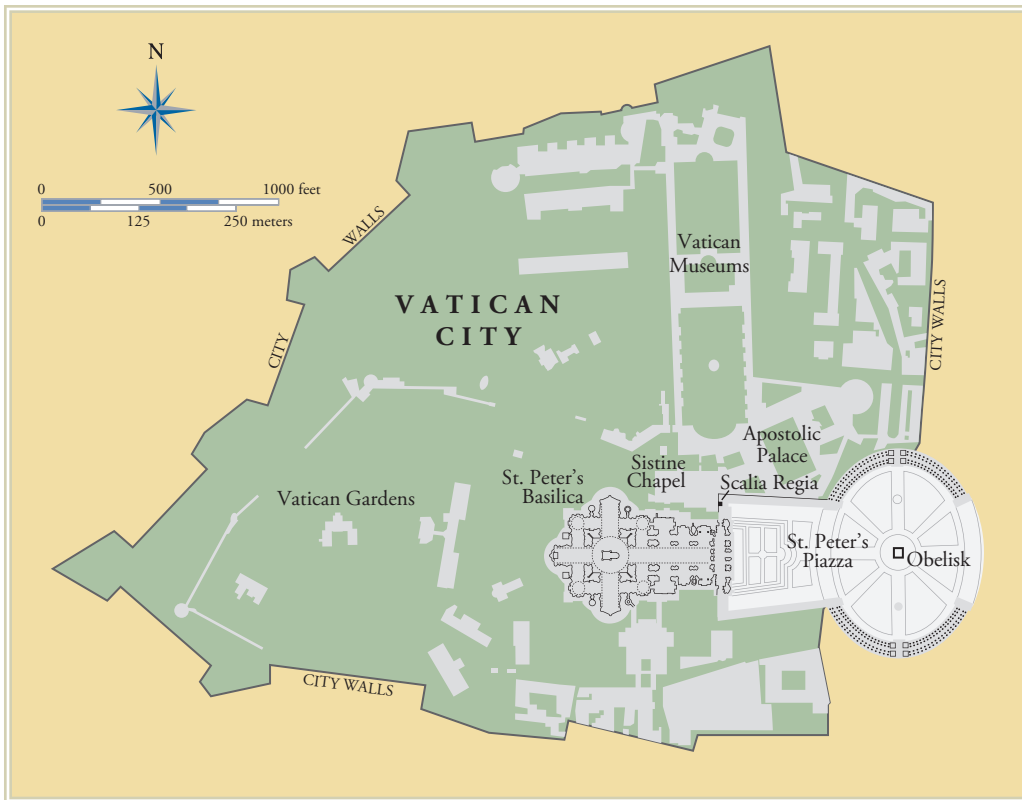 N
0 500 1000 feet
0 125 250 meters
WALLS
CITY
VATICAN
CITY
Vatican
Museums
CITY WALLS
Apostolic
Palace
Sistine
Chapel
Scalia Regia
St. Peter's
Basilica
Vatican Gardens
St. Peter's
Piazza
Obelisk
CITY WALLS